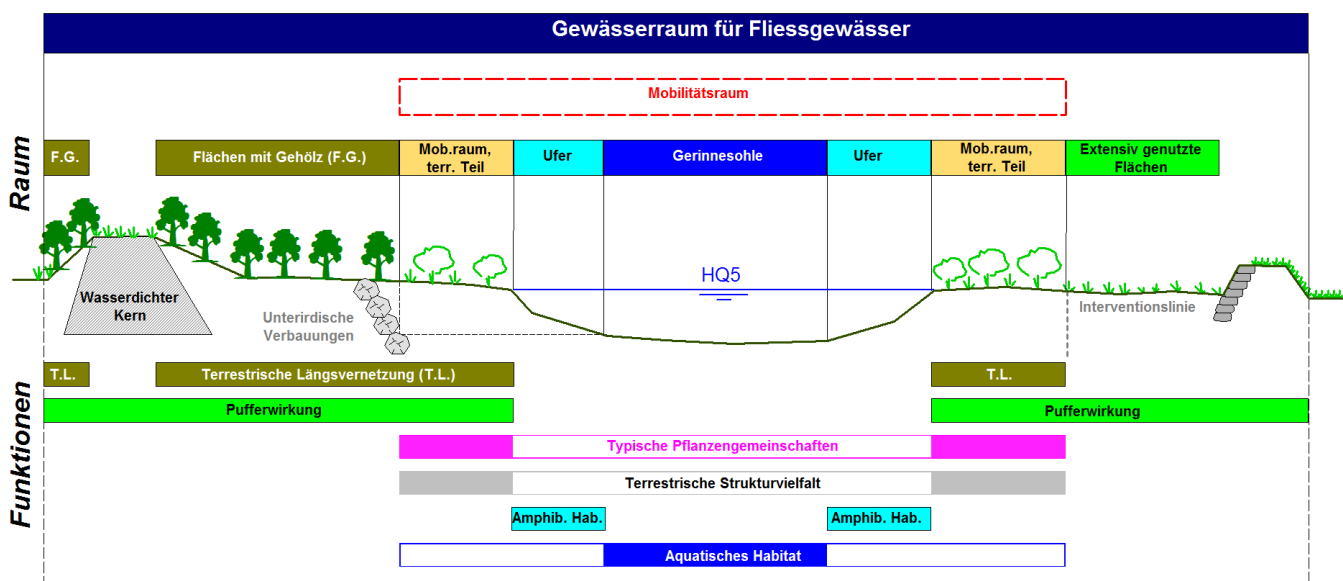 Gewässerraum für Fliessgewässer
Mobilitätsraum
Raum
F.G.
Flächen mit Gehölz (F.G.)
Mob.raum,
terr. Teil
Ufer
Gerinnesohle
Ufer
Mob.raum,
terr. Teil
Extensiv genutzte
Flächen
HQ5
Wasserdichter
Kern
Unterirdische
Verbauungen
Interventionslinie
Funktionen
T.L.
Terrestrische Längsvernetzung (T.L.)
T.L.
Pufferwirkung
Pufferwirkung
Typische Pflanzengemeinschaften
Terrestrische Strukturvielfalt
Amphib. Hab.
Amphib. Hab.
Aquatisches Habitat